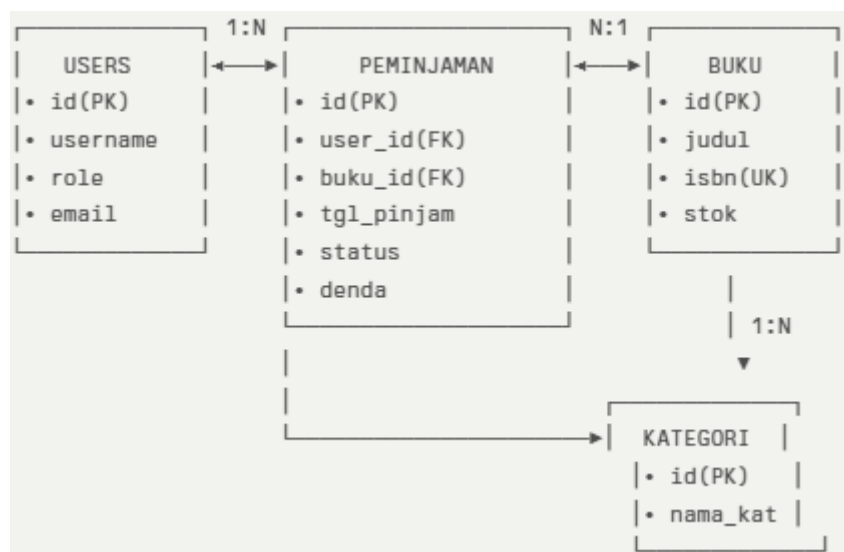 1:N N:1
USERS PEMINJAMAN BUKU
• id(PK) • id(PK) • id(PK)
• username • user_id(FK) • judul
• role • buku_id(FK) • isbn(UK)
• email • tgl_pinjam • stok
• status
• denda
1:N
KATEGORI
• id(PK)
• nama_kat